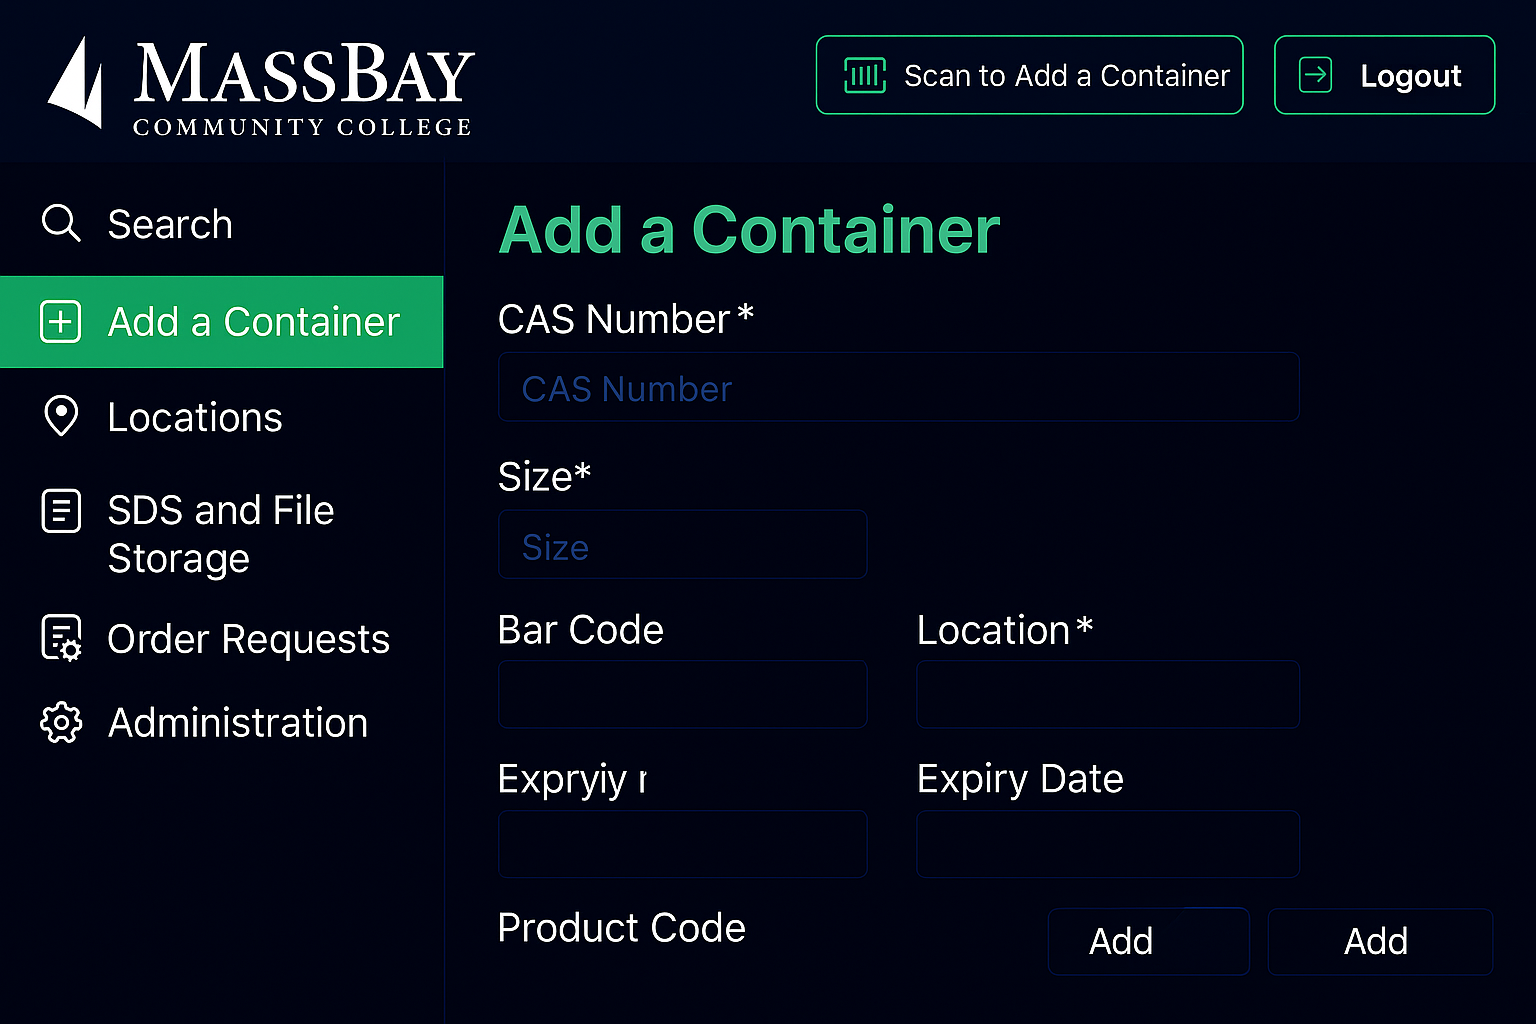 MASSBAY
COMMUNITY COLLEGE
Scan to Add a Container
Logout
Search
Add a Container
Locations
SDS and File
Storage
Order Requests
Administration
Add a Container
CAS Number*
CAS Number
Size*
Size
Bar Code
Location*
Expryiy r
Expiry Date
Product Code
Add
Add